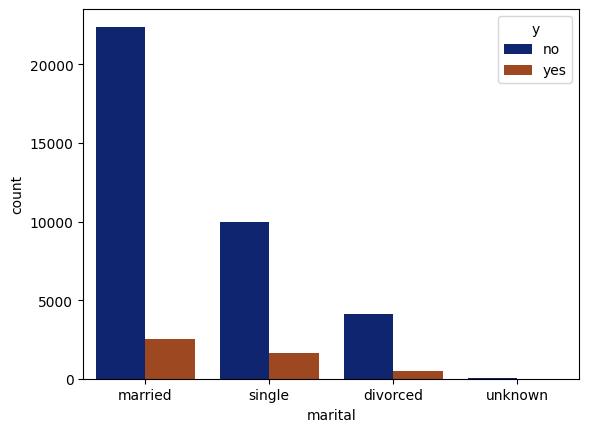 y
no
yes
20000
15000
10000
5000
0
count
married single divorced unknown
marital